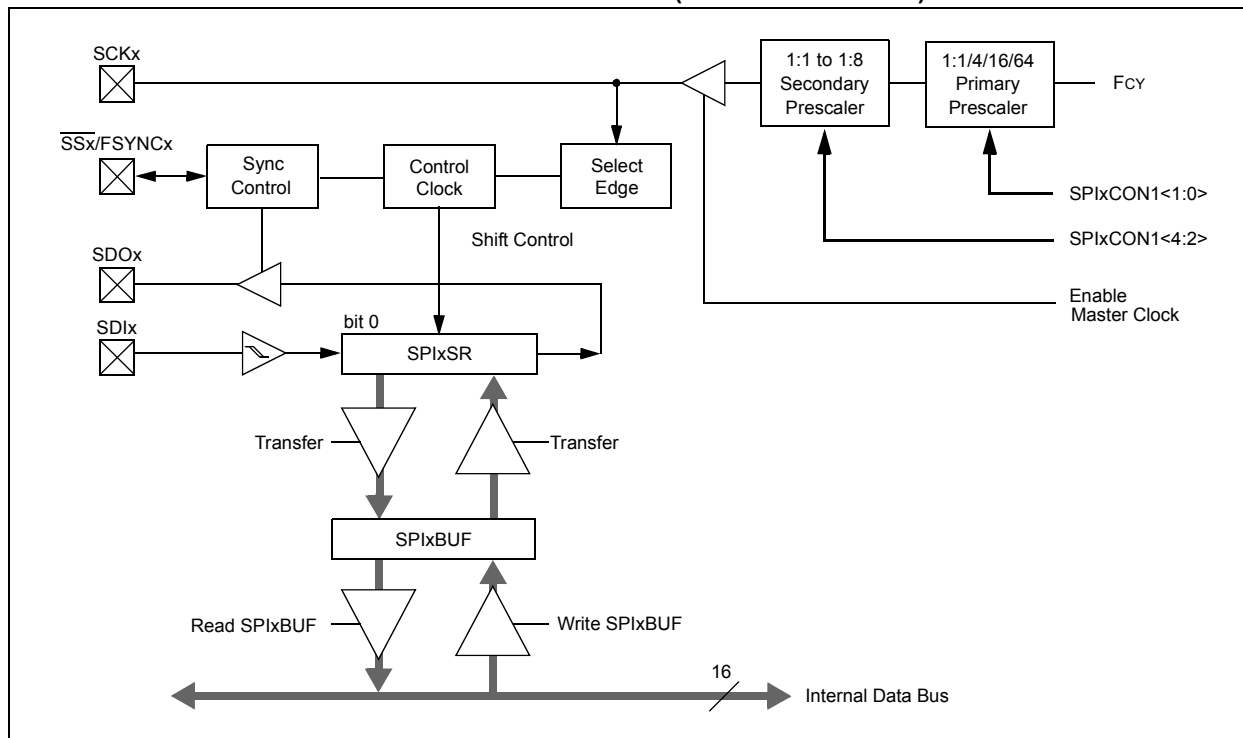 SCKx
1:1 to 1:8
Secondary
Prescaler
1:1/4/16/64
Primary
Prescaler
FCY
SSx/FSYNCx
Sync
Control
Control
Clock
Select
Edge
SPIxCON1<1:0>
Shift Control
SPIxCON1<4:2>
SDOx
Enable
Master Clock
SDIx
bit 0
SPIxSR
Transfer
Transfer
SPIxBUF
Read SPIxBUF
Write SPIxBUF
16
Internal Data Bus